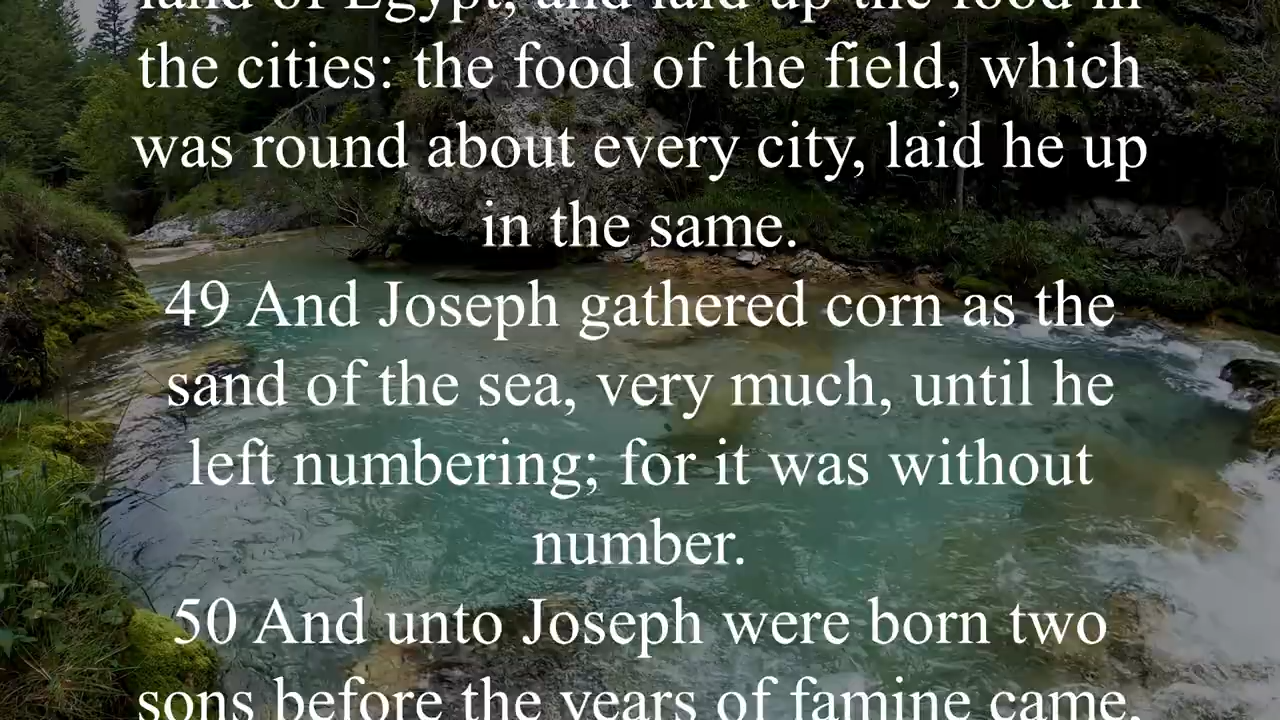 land of Egypt, and laid up the food in
the cities: the food of the field, which
was round about every city, laid he up
in the same.
49 And Joseph gathered corn as the
sand of the sea, very much, until he
left numbering; for it was without
number.
50 And unto Joseph were born two
sons before the years of famine came,